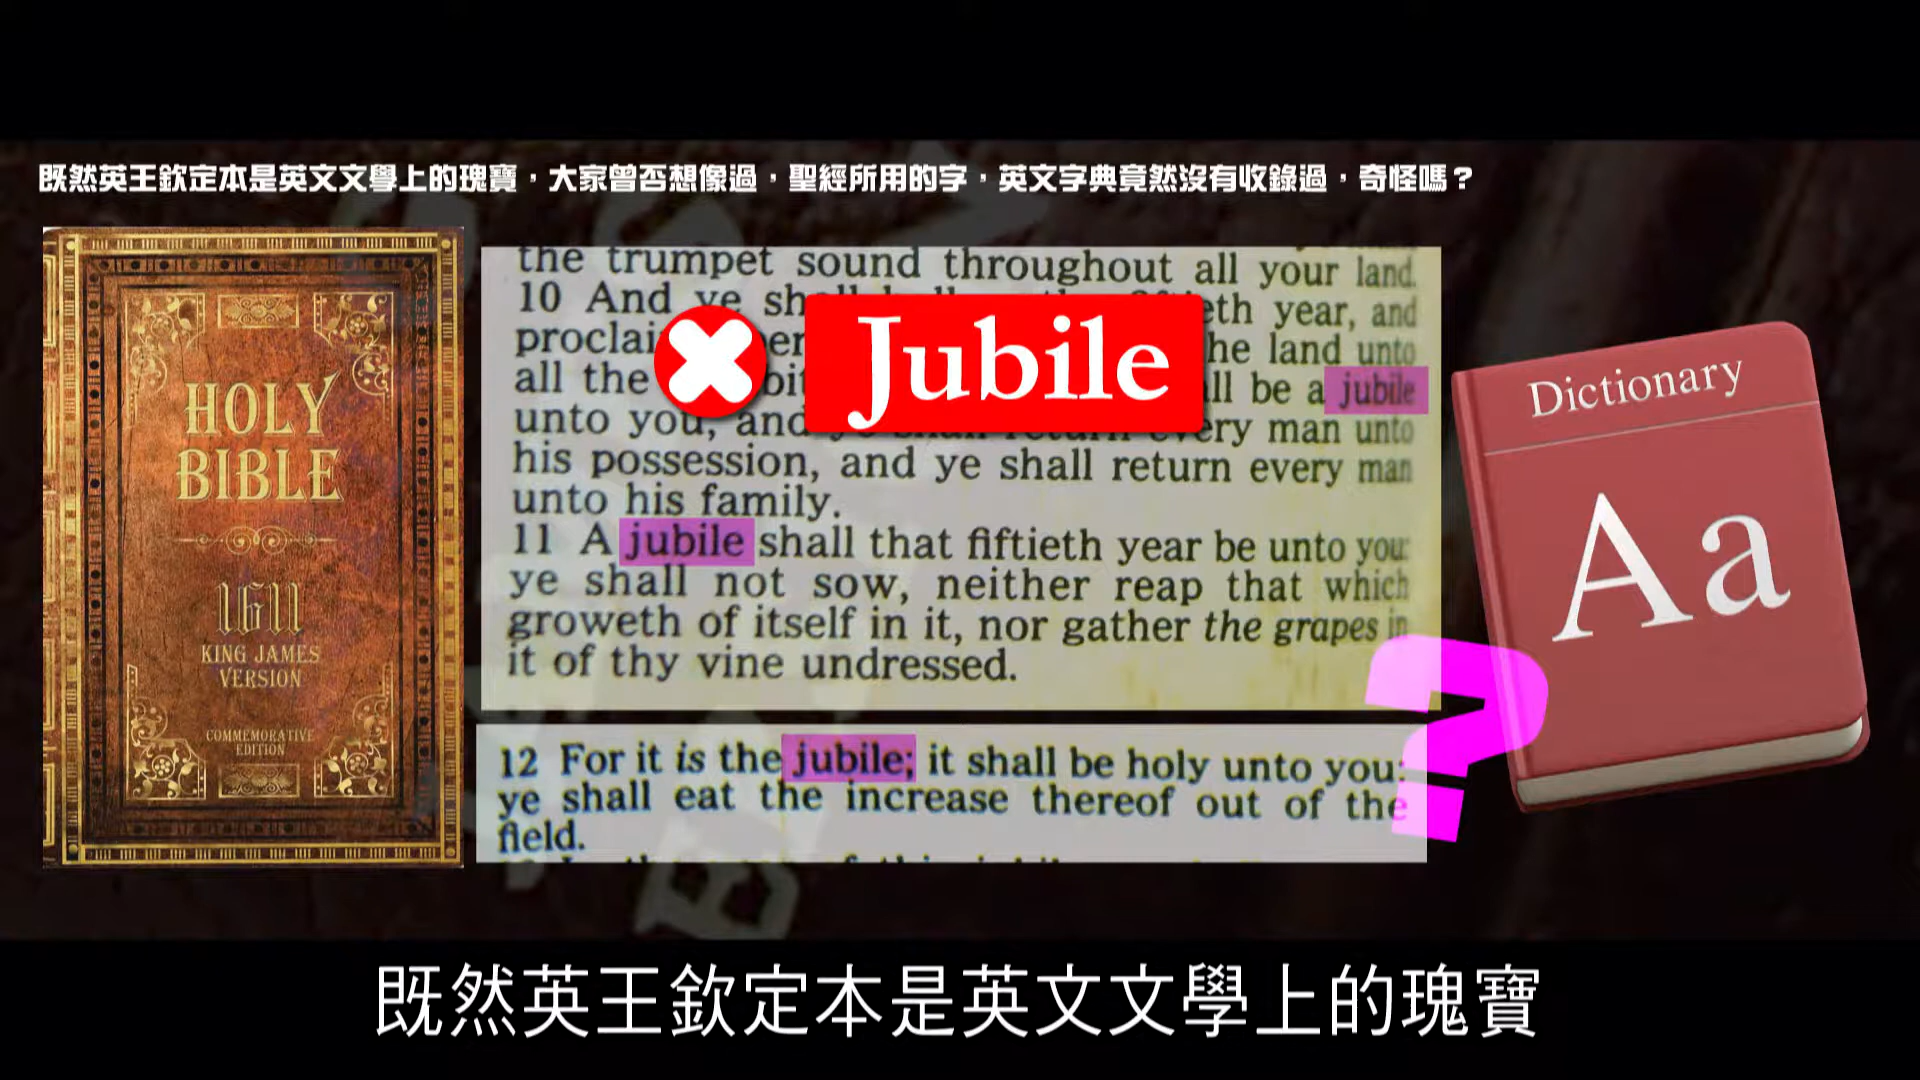 既然英王欽定本是英文文學上的瑰寶，大家曾否想像過，聖經所用的字，英文字典竟然沒有收錄過，奇怪嗎？
HOLY
BIBLE
1611
KING JAMES
VERSION
COMMEMORATIVE
EDITION
the trumpet sound throughout all your land.
10 And ye year, and
the land unto
all the be a jubile
unto you, and every man unto
his possession, and ye shall return every man
unto his family.
11 A jubile shall that fiftieth year be unto you:
ye shall not sow, neither reap that which
groweth of itself in it, nor gather the grapes in
it of thy vine undressed.
Jubile
12 For it is the jubile; it shall be holy unto you:
ye shall eat the increase thereof out of the
field.
Dictionary
Aa
?
既然英王欽定本是英文文學上的瑰寶